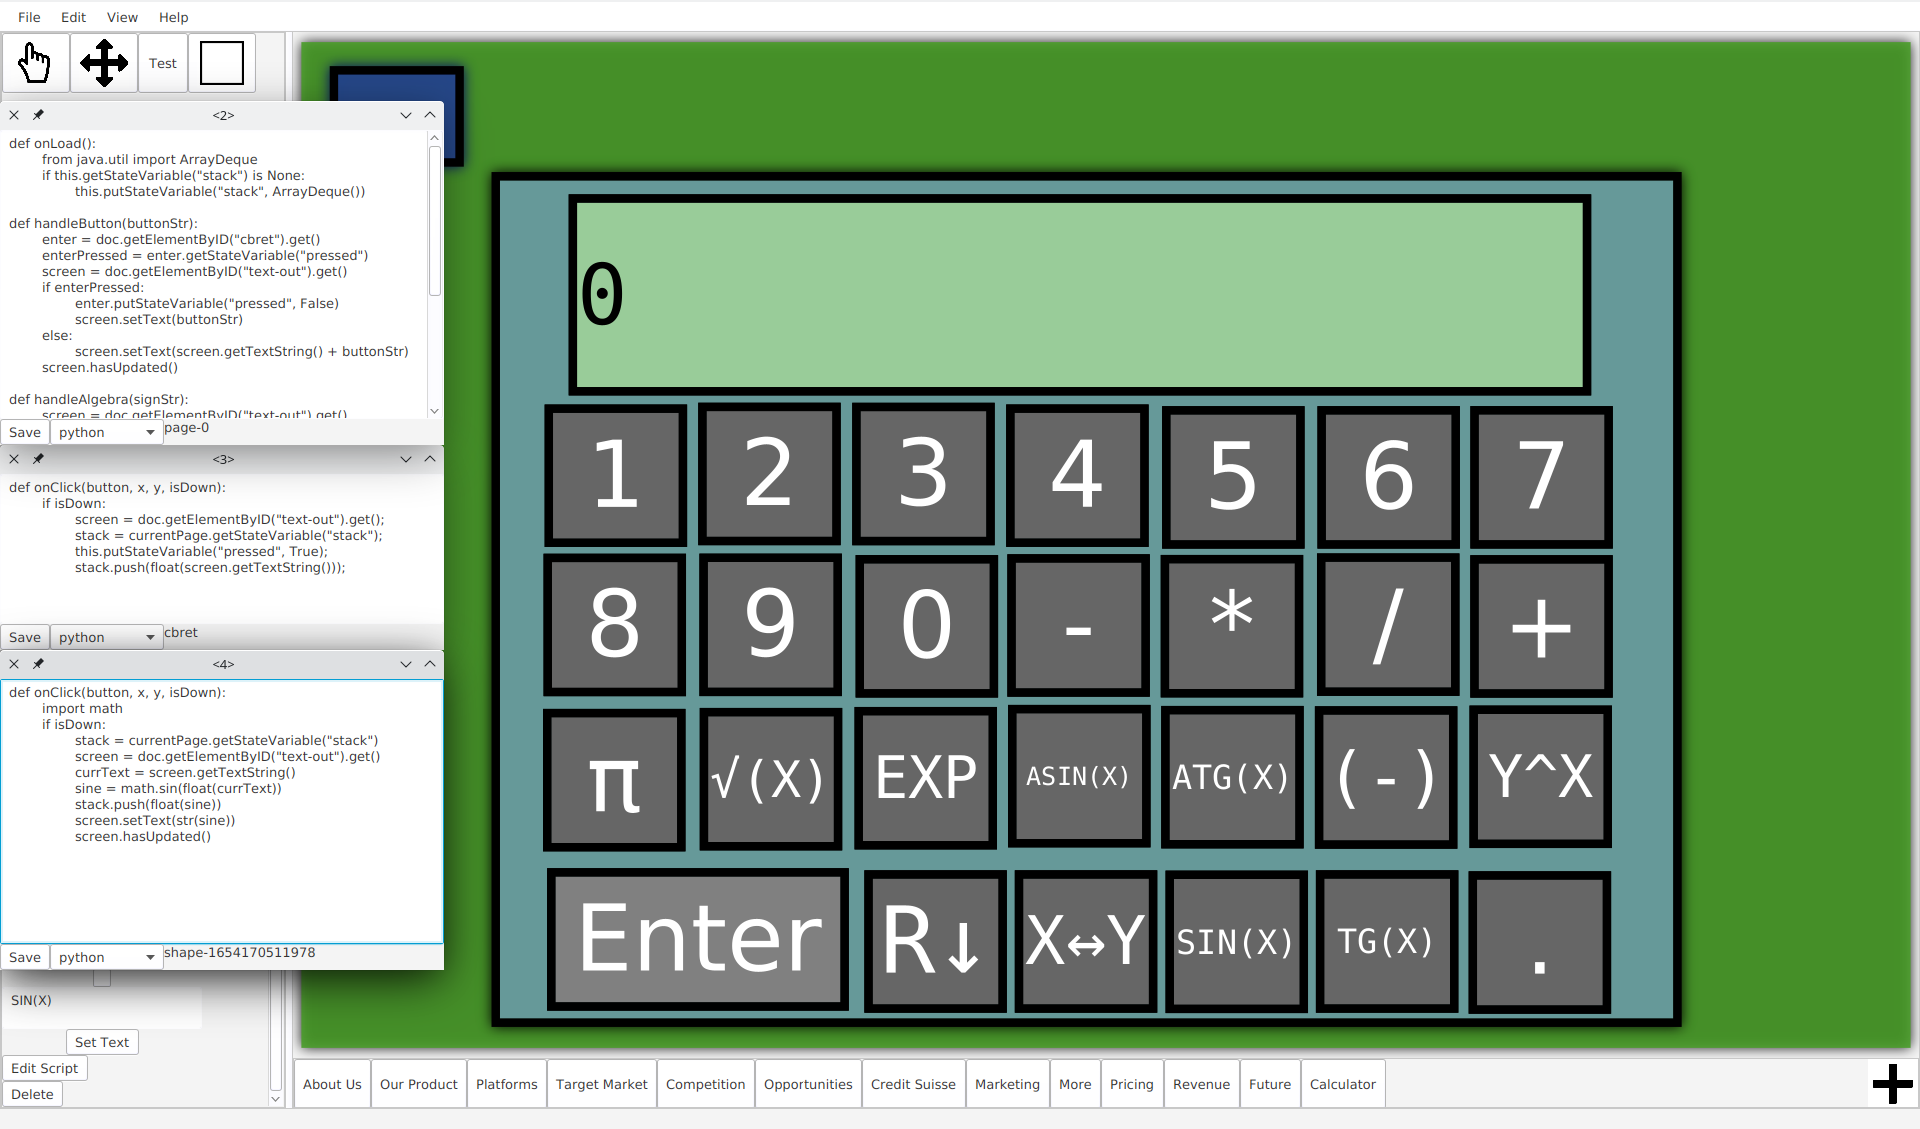 File Edit View Help
Test
<2>
def onLoad():
from java.util import ArrayDeque
if this.getStateVariable("stack") is None:
this.putStateVariable("stack", ArrayDeque())
def handleButton(buttonStr):
enter = doc.getElementByID("cbret").get()
enterPressed = enter.getStateVariable("pressed")
screen = doc.getElementByID("text-out").get()
if enterPressed:
enter.putStateVariable("pressed", False)
screen.setText(buttonStr)
else:
screen.setText(screen.getTextString() + buttonStr)
screen.hasUpdated()
def handleAlgebra(signStr):
screen = doc.getElementByID("text-out").get()
Save python page-0
<3>
def onClick(button, x, y, isDown):
if isDown:
screen = doc.getElementByID("text-out").get();
stack = currentPage.getStateVariable("stack");
this.putStateVariable("pressed", True);
stack.push(float(screen.getTextString()));
Save python cbret
<4>
def onClick(button, x, y, isDown):
import math
if isDown:
stack = currentPage.getStateVariable("stack")
screen = doc.getElementByID("text-out").get()
currText = screen.getTextString()
sine = math.sin(float(currText))
stack.push(float(sine))
screen.setText(str(sine))
screen.hasUpdated()
Save python shape-1654170511978
SIN(X)
Set Text
Edit Script
Delete
0
1 2 3 4 5 6 7
8 9 0 - * / +
π √(X) EXP ASIN(X) ATG(X) (-) Y^X
Enter R↓ X↔Y SIN(X) TG(X) .
About Us Our Product Platforms Target Market Competition Opportunities Credit Suisse Marketing More Pricing Revenue Future Calculator